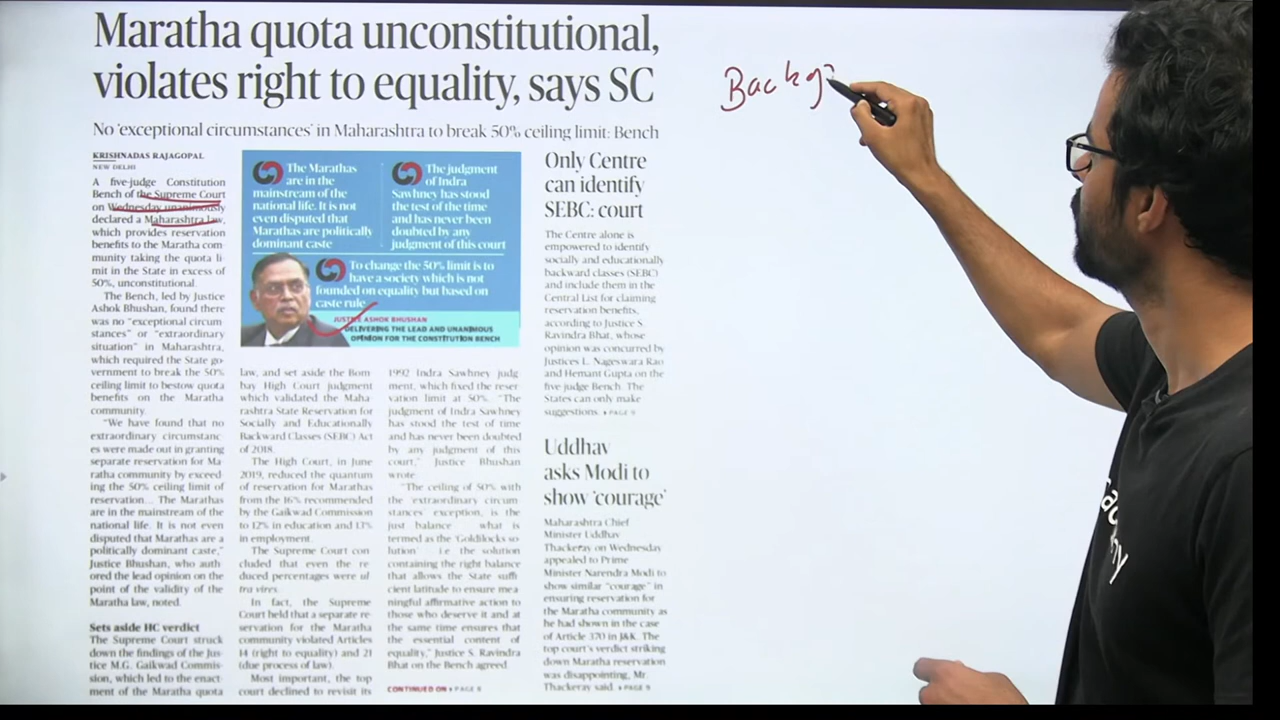 Maratha quota unconstitutional,
violates right to equality, says SC
No 'exceptional circumstances' in Maharashtra to break 50% ceiling limit: Bench
KRISHNADAS RAJAGOPAL
NEW DELHI
A five-judge Constitution
Bench of the Supreme Court
on Wednesday unanimously
declared a Maharashtra law,
which provides reservation
benefits to the Maratha com-
munity taking the quota li-
mit in the State in excess of
50%, unconstitutional.
The Bench, led by Justice
Ashok Bhushan, found there
was no "exceptional circum-
stances" or "extraordinary
situation" in Maharashtra,
which required the State go-
vernment to break the 50%
ceiling limit to bestow quota
benefits on the Maratha
community.
"We have found that no
extraordinary circumstanc-
es were made out in granting
separate reservation for Ma-
ratha community by exceed-
ing the 50% ceiling limit of
reservation... The Marathas
are in the mainstream of the
national life. It is not even
disputed that Marathas are a
politically dominant caste,"
Justice Bhushan, who auth-
ored the lead opinion on the
point of the validity of the
Maratha law, noted.
Sets aside HC verdict
The Supreme Court struck
down the findings of the Jus-
tice M.G. Gaikwad Commis-
sion, which led to the enact-
ment of the Maratha quota
The Marathas
are in the
mainstream of the
national life. It is not
even disputed that
Marathas are politically
dominant caste
The judgment
of Indra
Sawhney has stood
the test of time
and has never been
doubted by any
judgment of this court
To change the 50% limit is to
have a society which is not
founded on equality but based on
caste rule
JUSTICE ASHOK BHUSHAN
DELIVERING THE LEAD AND UNANIMOUS
OPINION FOR THE CONSTITUTION BENCH
law, and set aside the Bom-
bay High Court judgment
which validated the Maha-
rashtra State Reservation for
Socially and Educationally
Backward Classes (SEBC) Act
of 2018.
The High Court, in June
2019, reduced the quantum
of reservation for Marathas
from the 16% recommended
by the Gaikwad Commission
to 12% in education and 13%
in employment.
The Supreme Court con-
cluded that even the re-
duced percentages were ul-
tra vires.
In fact, the Supreme
Court held that a separate re-
servation for the Maratha
community violated Articles
14 (right to equality) and 21
(due process of law).
Most important, the top
court declined to revisit its
1992 Indra Sawhney judg-
ment, which fixed the reser-
vation limit at 50%. "The
judgment of Indra Sawhney
has stood the test of time
and has never been doubted
by any judgment of this
court," Justice Bhushan
wrote.
"The ceiling of 50% with
the 'extraordinary circum-
stances' exception, is the
just balance — what is
termed as the 'Goldilocks so-
lution' — i.e the solution
containing the right balance
that allows the State suffi-
cient latitude to ensure mea-
ningful affirmative action to
those who deserve it and at
the same time ensures that
the essential content of
equality," Justice S. Ravindra
Bhat on the Bench agreed.
CONTINUED ON PAGE 8
Only Centre
can identify
SEBC: court
The Centre alone is
empowered to identify
socially and educationally
backward classes (SEBC)
and include them in the
Central List for claiming
reservation benefits,
according to Justice S.
Ravindra Bhat, whose
opinion was concurred by
Justices L. Nageswara Rao
and Hemant Gupta on the
five-judge Bench. The
States can only make
suggestions. PAGE 9
Uddhav
asks Modi to
show 'courage'
Maharashtra Chief
Minister Uddhav
Thackeray on Wednesday
appealed to Prime
Minister Narendra Modi to
show similar "courage" in
ensuring reservation for
the Maratha community as
he had shown in the case
of Article 370 in J&K. The
top court's verdict striking
down Maratha reservation
was disappointing, Mr.
Thackeray said. PAGE 9
Backg